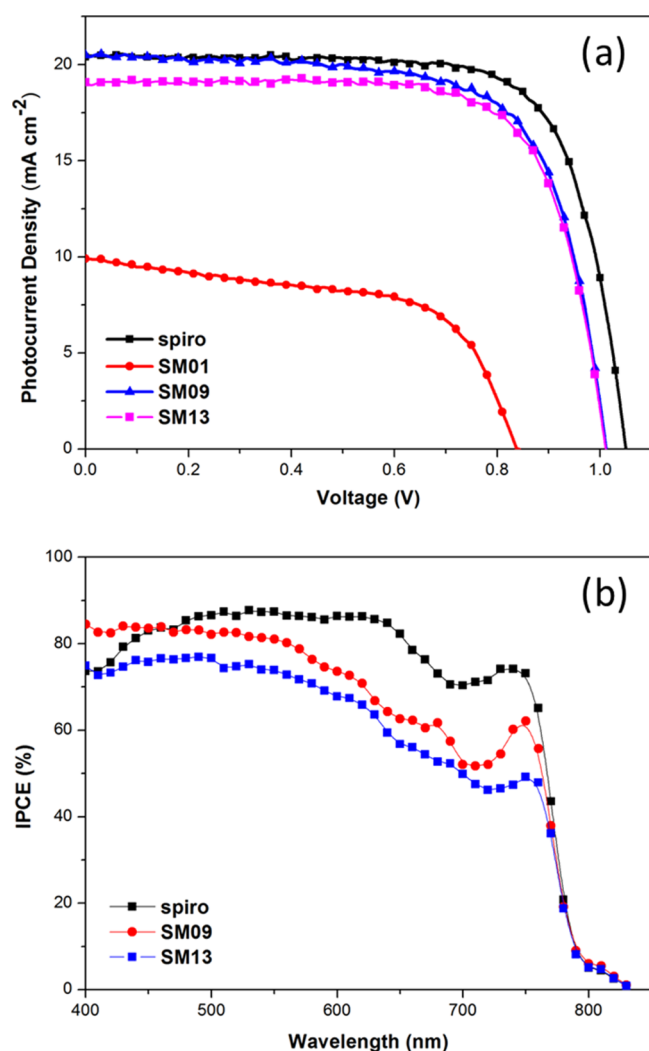 (a)
Photocurrent Density (mA cm⁻²)
20
15
10
5
0
spiro
SM01
SM09
SM13
0.0 0.2 0.4 0.6 0.8 1.0
Voltage (V)
(b)
IPCE (%)
100
80
60
40
20
0
spiro
SM09
SM13
400 500 600 700 800
Wavelength (nm)